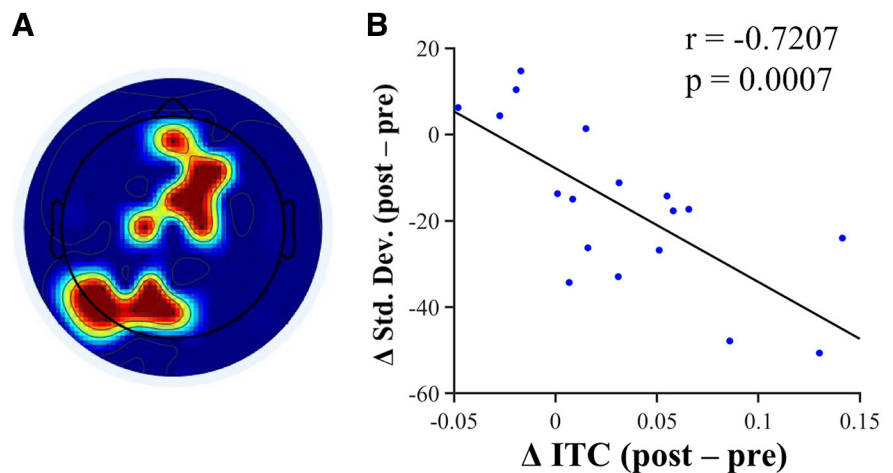 A
B
r = -0.7207
p = 0.0007
20
0
-20
-40
-60
Δ Std. Dev. (post – pre)
-0.05
0
0.05
0.1
0.15
Δ ITC (post – pre)